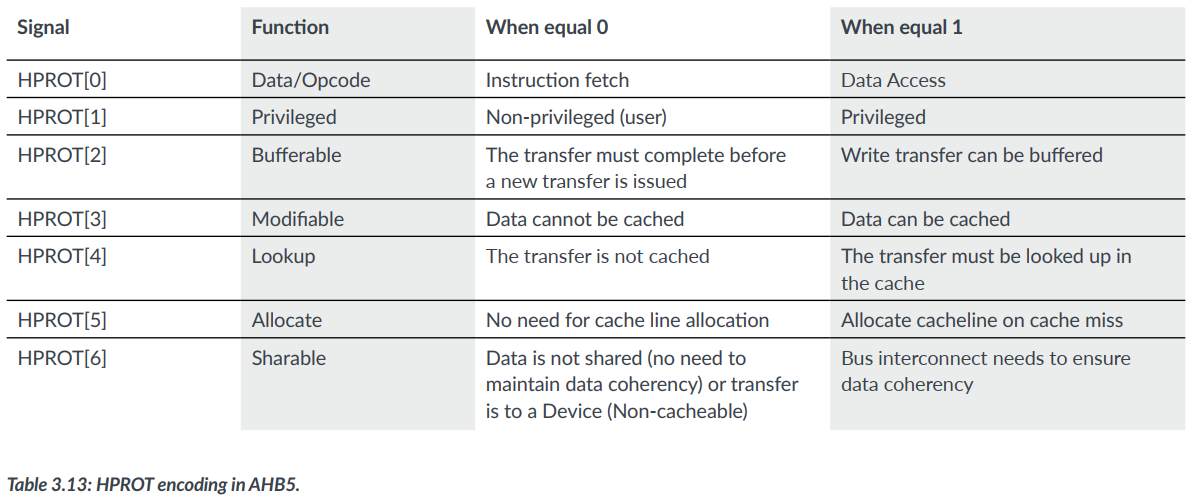 Signal Function When equal 0 When equal 1
HPROT[0] Data/Opcode Instruction fetch Data Access
HPROT[1] Privileged Non-privileged (user) Privileged
HPROT[2] Bufferable The transfer must complete before Write transfer can be buffered
a new transfer is issued
HPROT[3] Modifiable Data cannot be cached Data can be cached
HPROT[4] Lookup The transfer is not cached The transfer must be looked up in
the cache
HPROT[5] Allocate No need for cache line allocation Allocate cacheline on cache miss
HPROT[6] Sharable Data is not shared (no need to Bus interconnect needs to ensure
maintain data coherency) or transfer data coherency
is to a Device (Non-cacheable)
Table 3.13: HPROT encoding in AHB5.